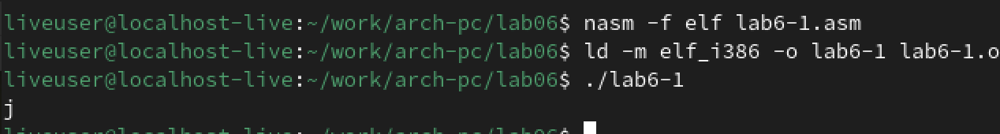 liveuser@localhost-live:~/work/arch-pc/lab06$ nasm -f elf lab6-1.asm
liveuser@localhost-live:~/work/arch-pc/lab06$ ld -m elf_i386 -o lab6-1 lab6-1.o
liveuser@localhost-live:~/work/arch-pc/lab06$ ./lab6-1
j
liveuser@localhost-live:~/work/arch-pc/lab06$